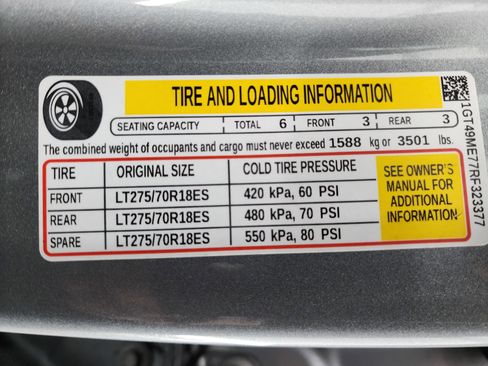 TIRE AND LOADING INFORMATION
SEATING CAPACITY TOTAL 6 FRONT 3 REAR 3
The combined weight of occupants and cargo must never exceed 1588 kg or 3501 lbs.
TIRE ORIGINAL SIZE COLD TIRE PRESSURE
FRONT LT275/70R18ES 420 kPa, 60 PSI
REAR LT275/70R18ES 480 kPa, 70 PSI
SPARE LT275/70R18ES 550 kPa, 80 PSI
SEE OWNER'S
MANUAL FOR
ADDITIONAL
INFORMATION
1GT49ME77RF323377